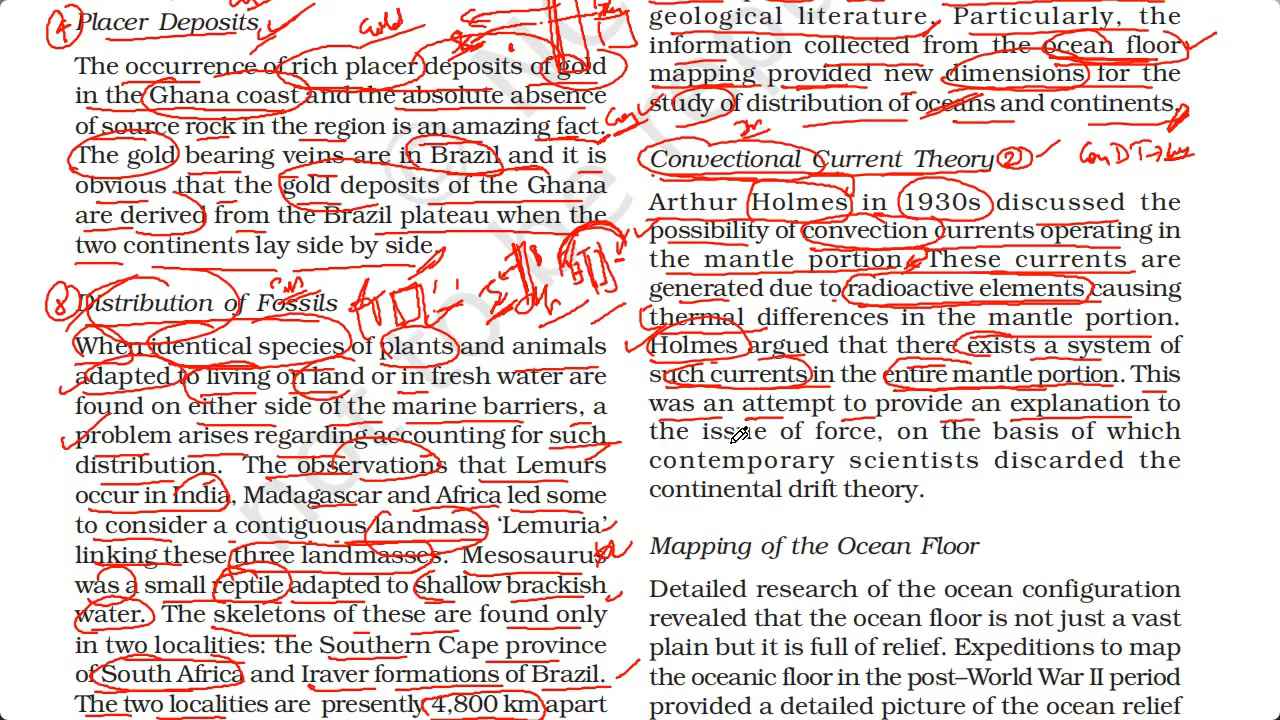 Placer Deposits
Gold
The occurrence of rich placer deposits of gold
in the Ghana coast and the absolute absence
of source rock in the region is an amazing fact.
The gold bearing veins are in Brazil and it is
obvious that the gold deposits of the Ghana
are derived from the Brazil plateau when the
two continents lay side by side.
Distribution of Fossils
When identical species of plants and animals
adapted to living on land or in fresh water are
found on either side of the marine barriers, a
problem arises regarding accounting for such
distribution. The observations that Lemurs
occur in India, Madagascar and Africa led some
to consider a contiguous landmass ‘Lemuria’
linking these three landmasses. Mesosaurus
was a small reptile adapted to shallow brackish
water. The skeletons of these are found only
in two localities: the Southern Cape province
of South Africa and Iraver formations of Brazil.
The two localities are presently 4,800 km apart
geological literature. Particularly, the
information collected from the ocean floor
mapping provided new dimensions for the
study of distribution of oceans and continents.
Convectional Current Theory
Arthur Holmes in 1930s discussed the
possibility of convection currents operating in
the mantle portion. These currents are
generated due to radioactive elements causing
thermal differences in the mantle portion.
Holmes argued that there exists a system of
such currents in the entire mantle portion. This
was an attempt to provide an explanation to
the issue of force, on the basis of which
contemporary scientists discarded the
continental drift theory.
Mapping of the Ocean Floor
Detailed research of the ocean configuration
revealed that the ocean floor is not just a vast
plain but it is full of relief. Expeditions to map
the oceanic floor in the post–World War II period
provided a detailed picture of the ocean relief